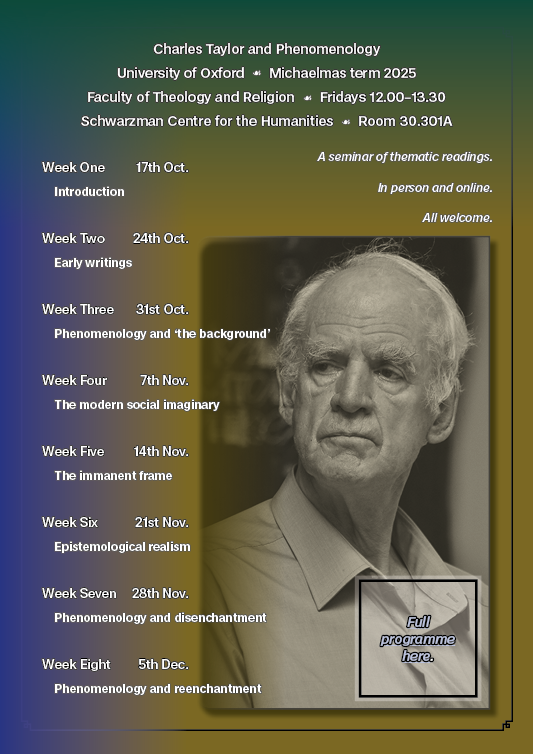 Charles Taylor and Phenomenology
University of Oxford ☙ Michaelmas term 2025
Faculty of Theology and Religion ☙ Fridays 12.00–13.30
Schwarzman Centre for the Humanities ☙ Room 30.301A
A seminar of thematic readings.
In person and online.
All welcome.
Week One 17th Oct.
Introduction
Week Two 24th Oct.
Early writings
Week Three 31st Oct.
Phenomenology and ‘the background’
Week Four 7th Nov.
The modern social imaginary
Week Five 14th Nov.
The immanent frame
Week Six 21st Nov.
Epistemological realism
Week Seven 28th Nov.
Phenomenology and disenchantment
Week Eight 5th Dec.
Phenomenology and reenchantment
Full
programme
here.